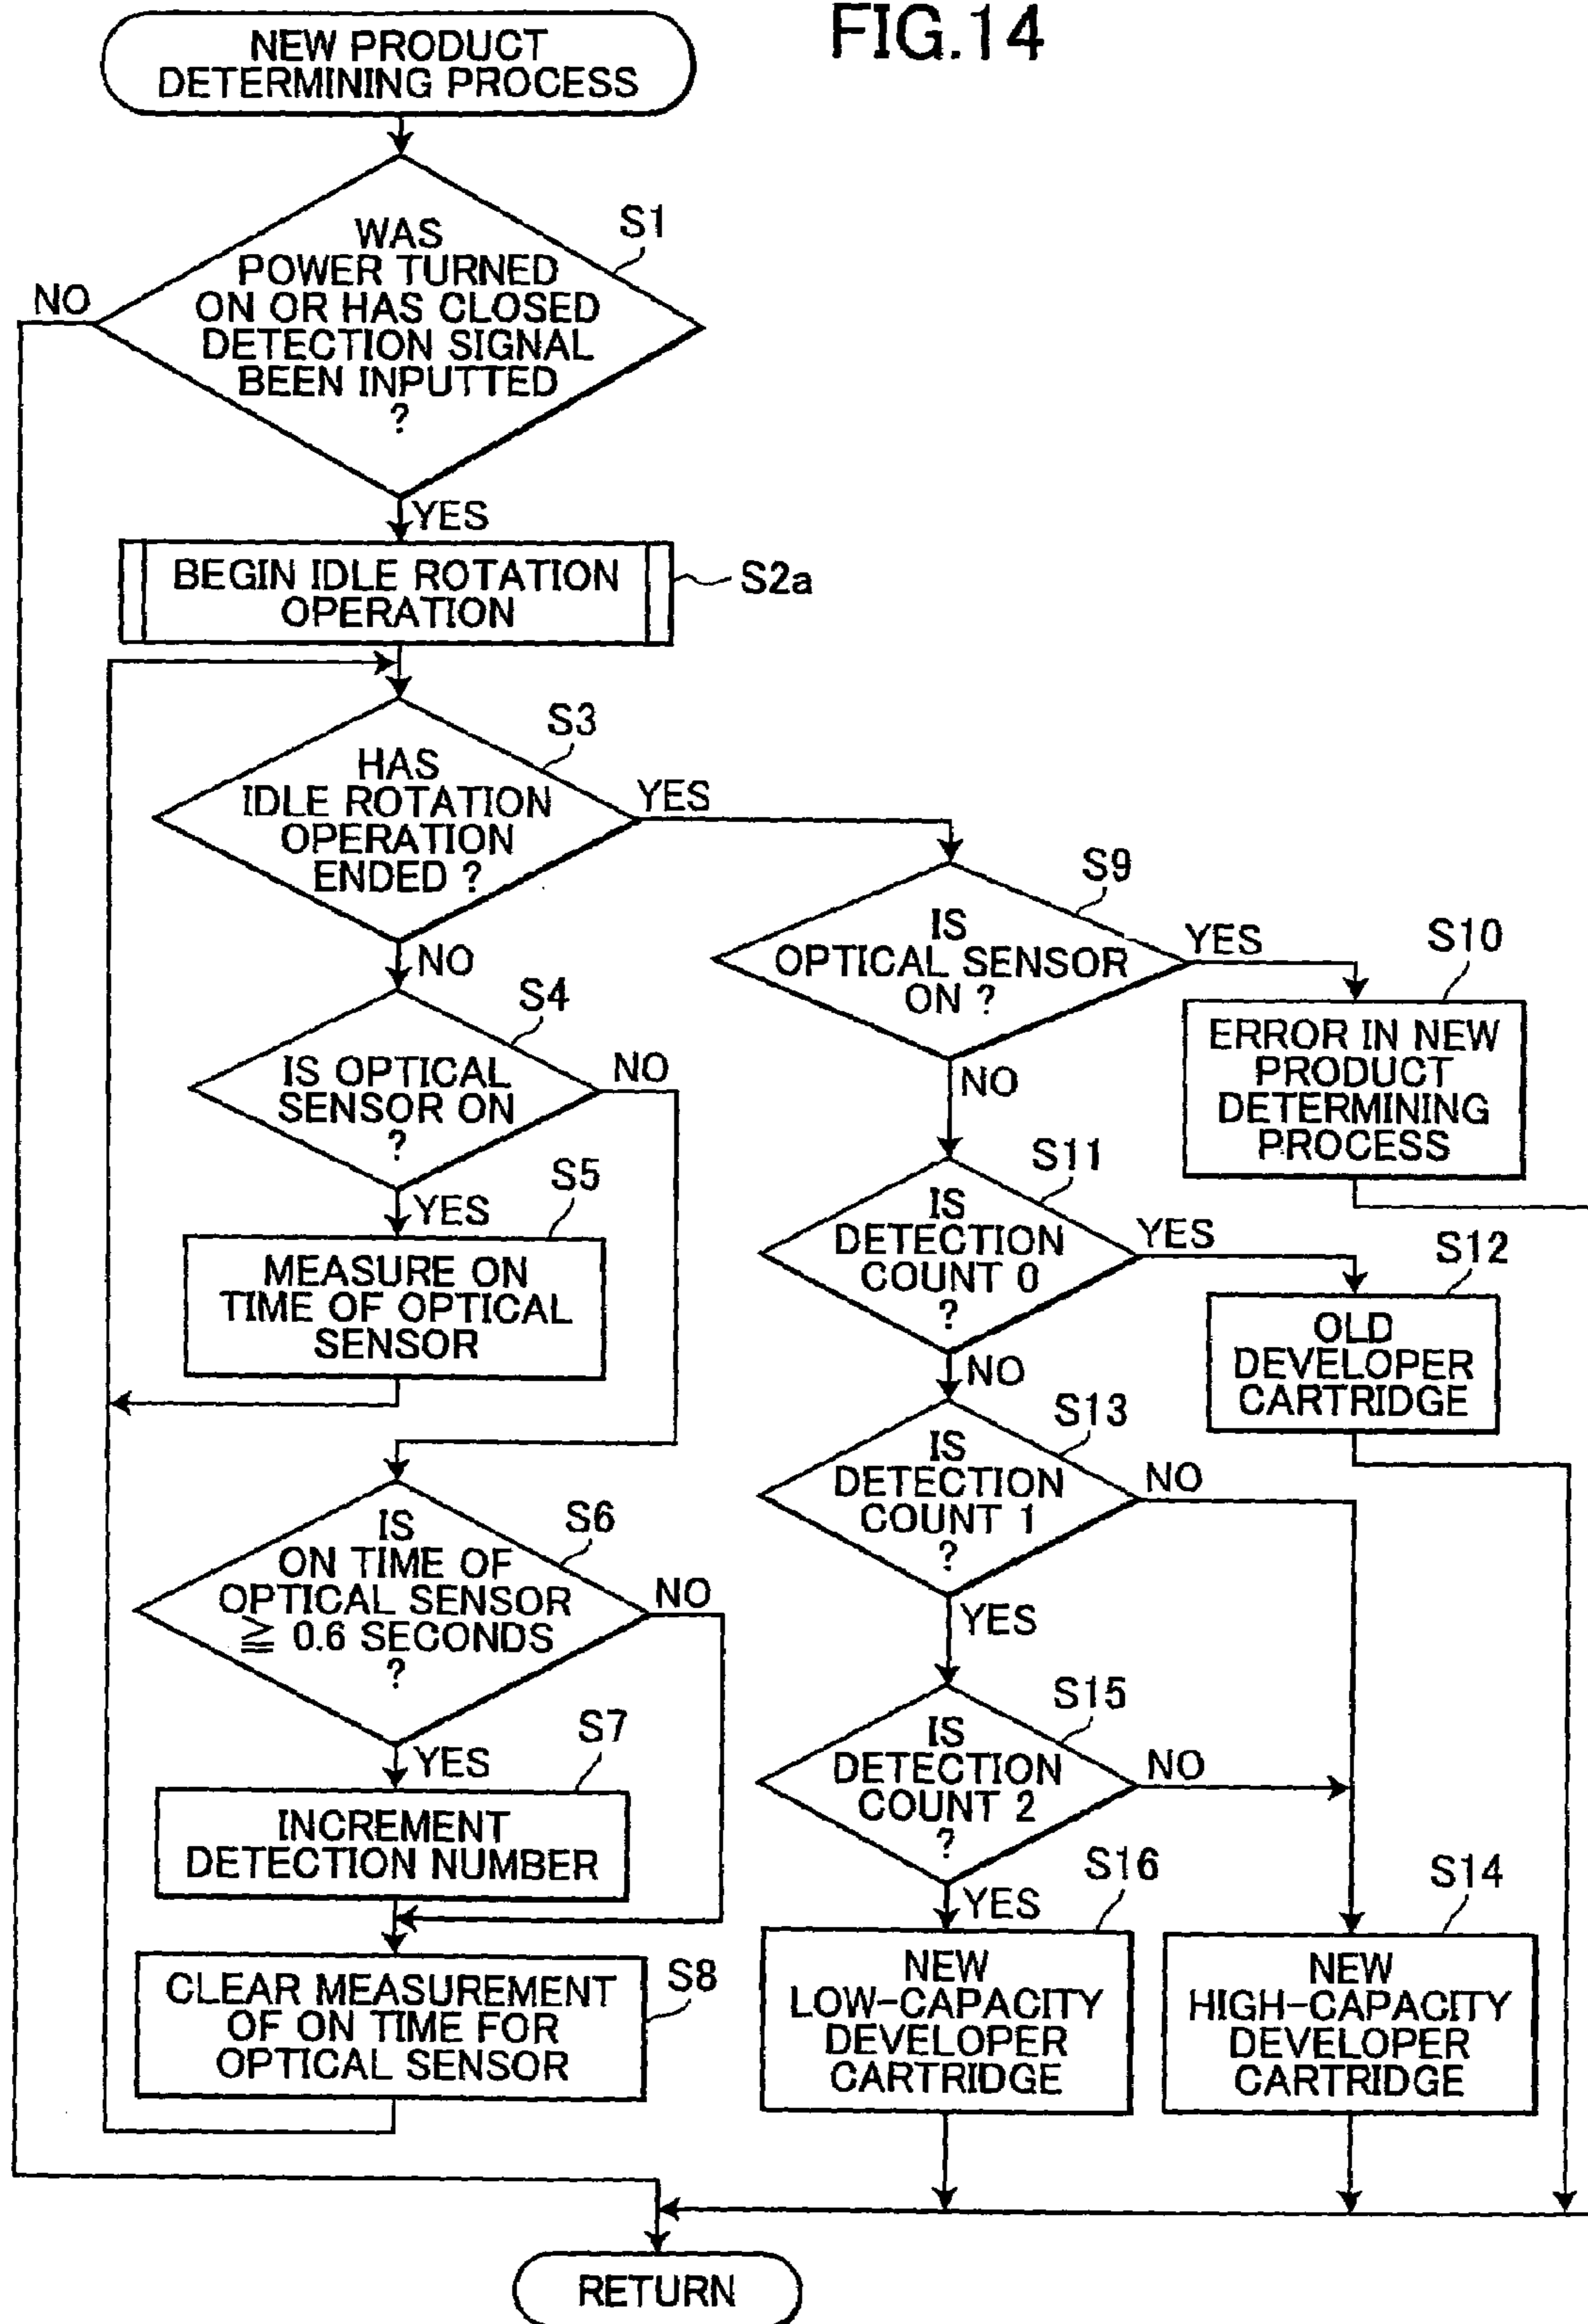 FIG.14
NEW PRODUCT
DETERMINING PROCESS
S1
WAS
POWER TURNED
ON OR HAS CLOSED
DETECTION SIGNAL
BEEN INPUTTED
?
NO
YES
BEGIN IDLE ROTATION
OPERATION
S2a
S3
HAS
IDLE ROTATION
OPERATION
ENDED ?
YES
NO
S4
IS OPTICAL
SENSOR ON
?
NO
YES
S5
MEASURE ON
TIME OF OPTICAL
SENSOR
S6
IS
ON TIME OF
OPTICAL SENSOR
≧ 0.6 SECONDS
?
NO
YES
S7
INCREMENT
DETECTION NUMBER
S8
CLEAR MEASUREMENT
OF ON TIME FOR
OPTICAL SENSOR
S9
IS
OPTICAL SENSOR
ON ?
YES
NO
S10
ERROR IN NEW
PRODUCT
DETERMINING
PROCESS
S11
IS
DETECTION
COUNT 0
?
YES
NO
S12
OLD
DEVELOPER
CARTRIDGE
S13
IS
DETECTION
COUNT 1
?
NO
YES
S15
IS
DETECTION
COUNT 2
?
NO
YES
S16
NEW
LOW-CAPACITY
DEVELOPER
CARTRIDGE
S14
NEW
HIGH-CAPACITY
DEVELOPER
CARTRIDGE
RETURN